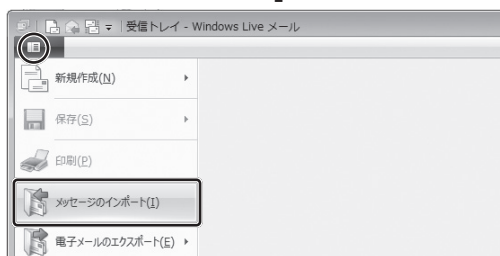 受信トレイ - Windows Live メール
新規作成(N)
保存(S)
印刷(P)
メッセージのインポート(I)
電子メールのエクスポート(E)